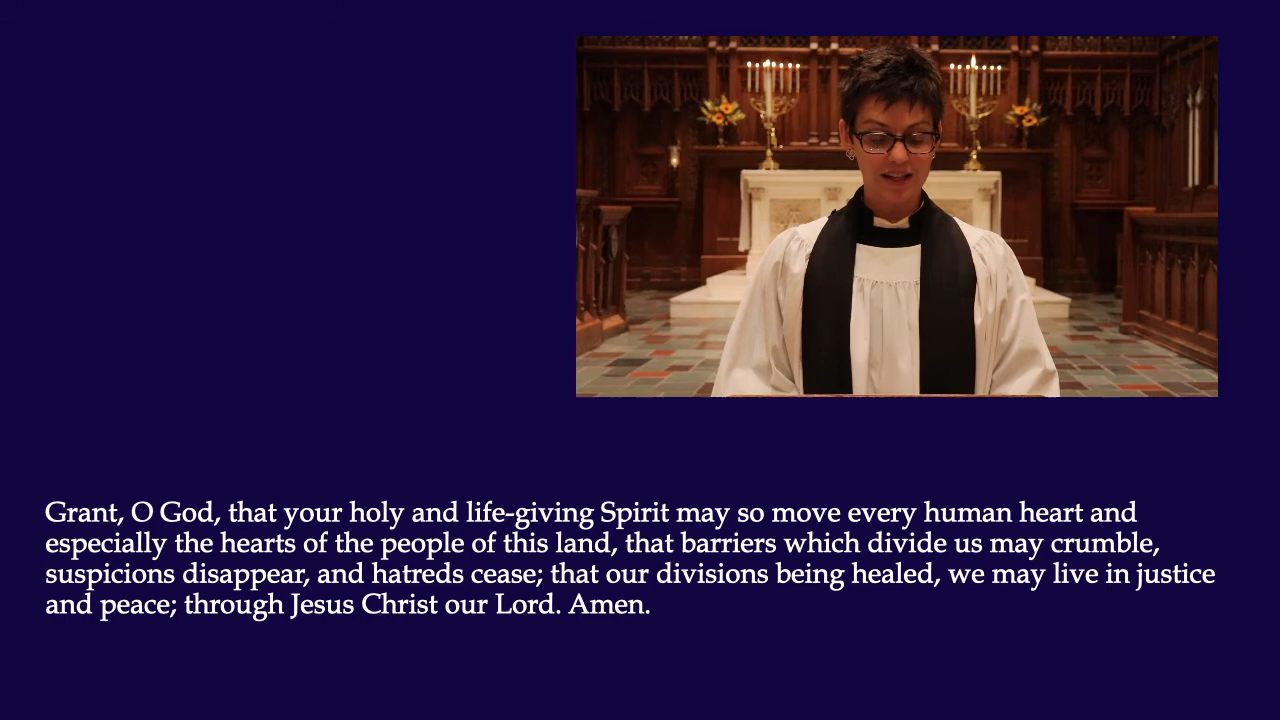 Grant, O God, that your holy and life-giving Spirit may so move every human heart and
especially the hearts of the people of this land, that barriers which divide us may crumble,
suspicions disappear, and hatreds cease; that our divisions being healed, we may live in justice
and peace; through Jesus Christ our Lord. Amen.